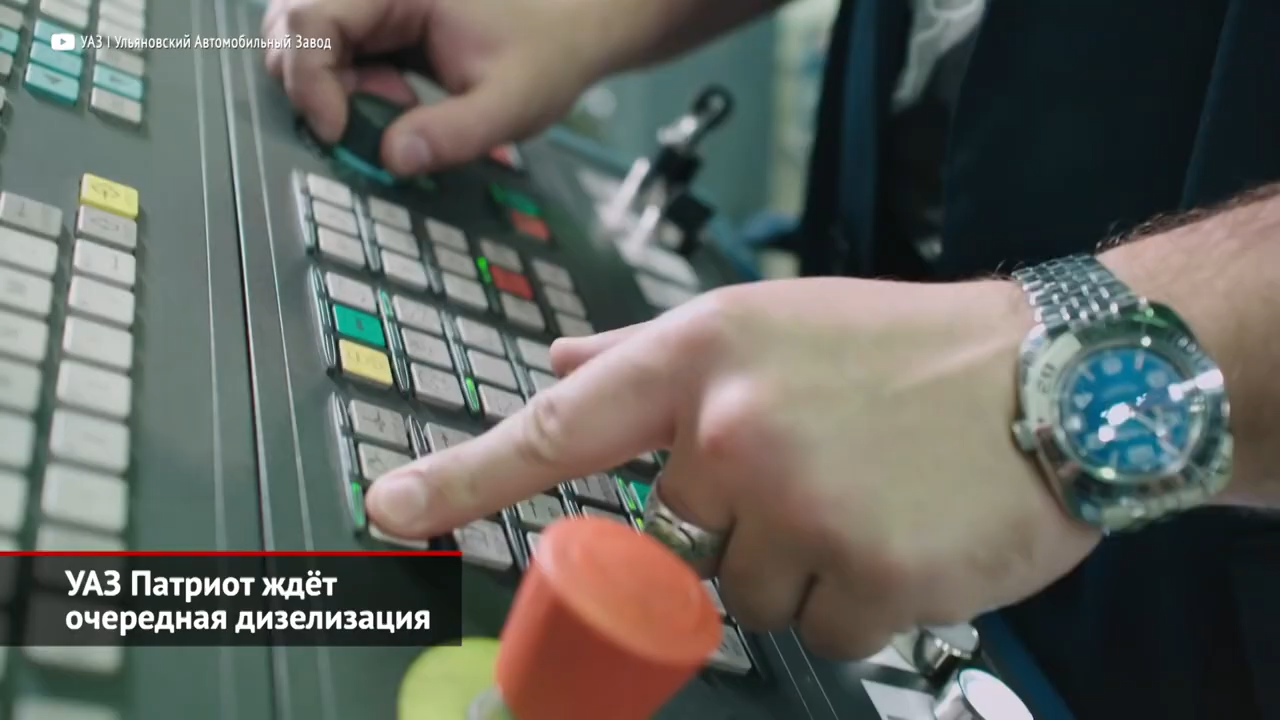 УАЗ | Ульяновский Автомобильный Завод
УАЗ Патриот ждёт
очередная дизелизация